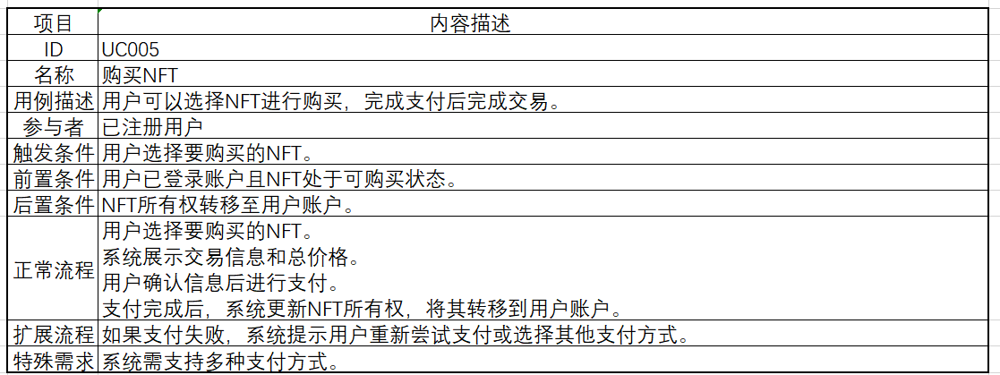 项目 内容描述
ID UC005
名称 购买NFT
用例描述 用户可以选择NFT进行购买，完成支付后完成交易。
参与者 已注册用户
触发条件 用户选择要购买的NFT。
前置条件 用户已登录账户且NFT处于可购买状态。
后置条件 NFT所有权转移至用户账户。
正常流程 用户选择要购买的NFT。
系统展示交易信息和总价格。
用户确认信息后进行支付。
支付完成后，系统更新NFT所有权，将其转移到用户账户。
扩展流程 如果支付失败，系统提示用户重新尝试支付或选择其他支付方式。
特殊需求 系统需支持多种支付方式。